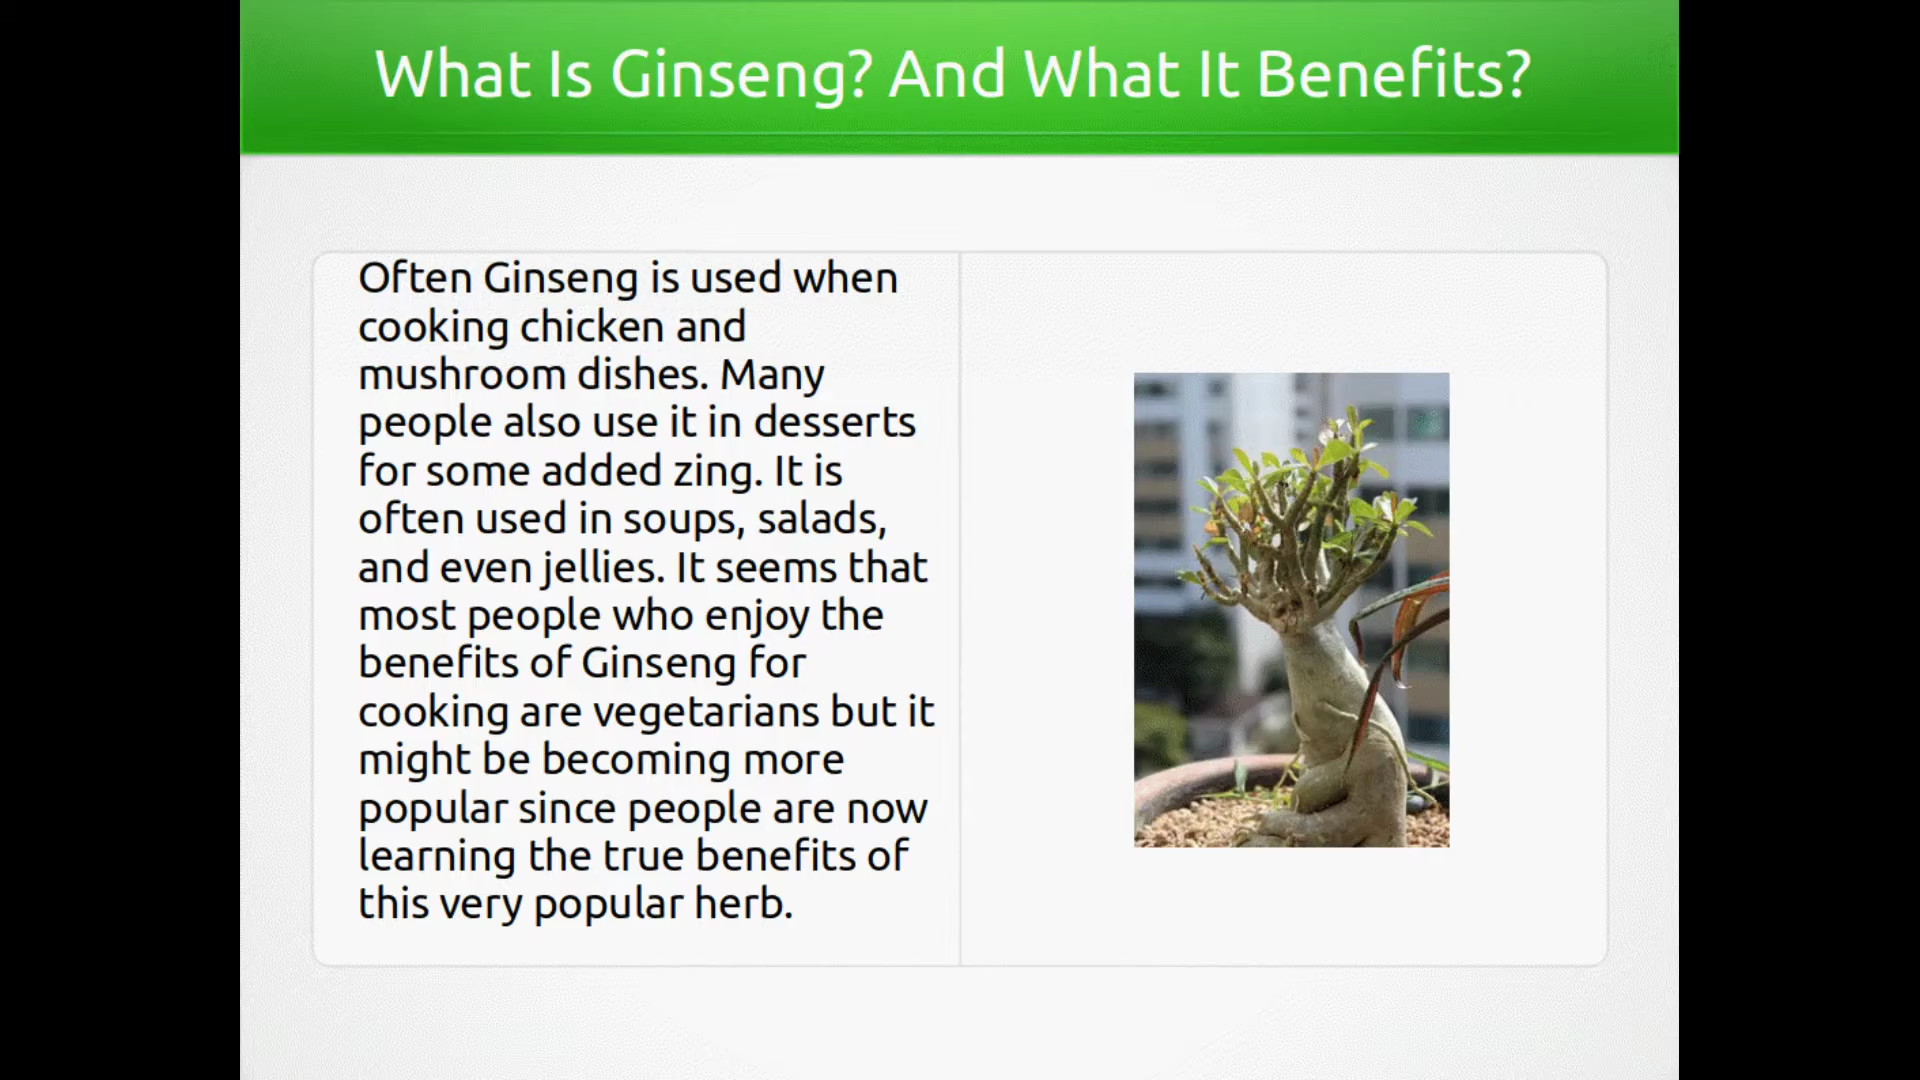 What Is Ginseng? And What It Benefits?
Often Ginseng is used when
cooking chicken and
mushroom dishes. Many
people also use it in desserts
for some added zing. It is
often used in soups, salads,
and even jellies. It seems that
most people who enjoy the
benefits of Ginseng for
cooking are vegetarians but it
might be becoming more
popular since people are now
learning the true benefits of
this very popular herb.